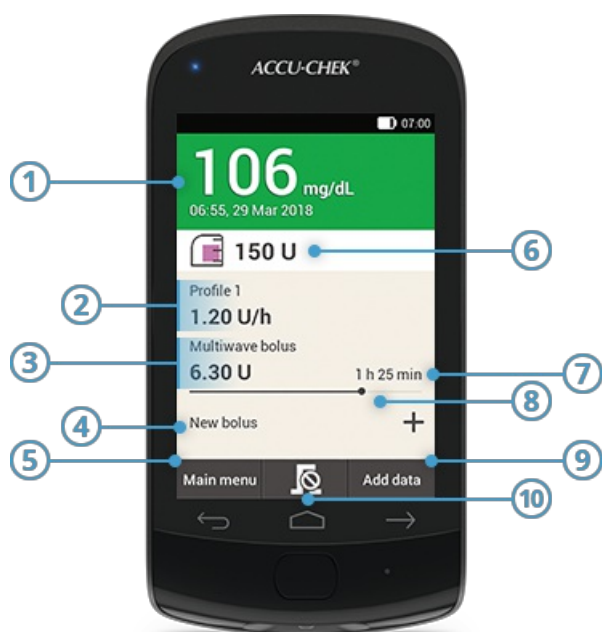 ACCU-CHEK®
07:00
106 mg/dL
06:55, 29 Mar 2018
150 U
Profile 1
1.20 U/h
Multiwave bolus
6.30 U
1 h 25 min
New bolus
+
Main menu
Add data
1
2
3
4
5
6
7
8
9
10